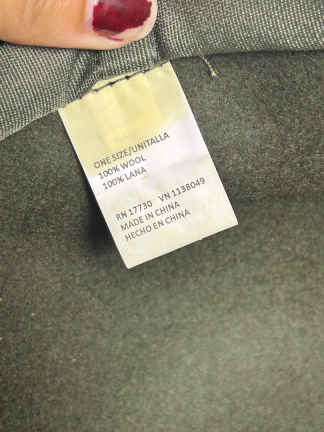 ONE SIZE/UNITALLA
100% WOOL
100% LANA
RN 17730 VN 1138049
MADE IN CHINA
HECHO EN CHINA